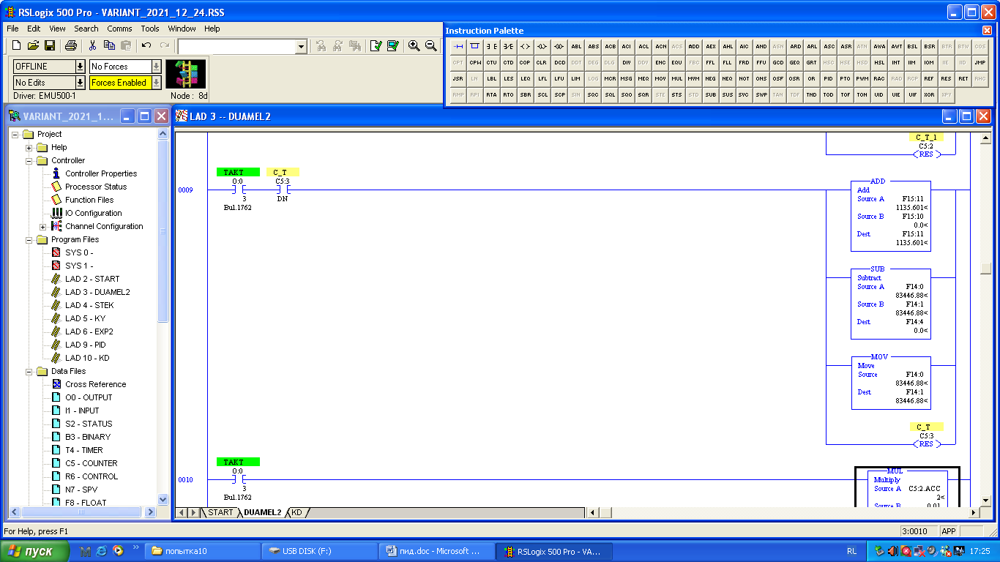 RSLogix 500 Pro - VARIANT_2021_12_24.RSS
File Edit View Search Comms Tools Window Help
Instruction Palette
ABL ABS ACB ACI ACL ACN ACS ADD AEX AHL AIC AND ASN ARD ARL ASC ASR ATN AWA AWT BSL BSR BTR BTW COS
CPT CPW CTU CTD COP CLR DCD DDT DEG DIV DDV ENC EQU FBC FFL FLL FRD FFU GCD GEQ GRT HSC HSE HSL INT IIM IOM IIE IID JMP
JSR LN LBL LES LEQ LFL LFU LIM LOG MCR MEQ MOV MUL MVM NEG NEQ NOT ONS OSF OSR OR PID PTO PWM RAC RAD RCP REF RES RET RHC
RMP RPI RTA RTO SBR SCL SCP SIN SQC SQL SQO SQR STE STS STD SUB SUS SVC SWP TAN TDF TND TOD TOF TON UID UIE UIF XOR XPY
OFFLINE No Forces
No Edits Forces Enabled
Driver: EMU500-1 Node : 8d
VARIANT_2021_1...
Project
Help
Controller
Controller Properties
Processor Status
Function Files
IO Configuration
Channel Configuration
Program Files
SYS 0 -
SYS 1 -
LAD 2 - START
LAD 3 - DUAMEL2
LAD 4 - STEK
LAD 5 - KY
LAD 6 - EXP2
LAD 9 - PID
LAD 10 - KD
Data Files
Cross Reference
O0 - OUTPUT
I1 - INPUT
S2 - STATUS
B3 - BINARY
T4 - TIMER
C5 - COUNTER
R6 - CONTROL
N7 - SPV
F8 - FLOAT
LAD 3 -- DUAMEL2
C_T_1
C5:2
RES
0009
TAKT
O:0
3
Bul.1762
C_T
C5:3
DN
ADD
Add
Source A F15:11
1135.601<
Source B F15:10
0.0<
Dest F15:11
1135.601<
SUB
Subtract
Source A F14:0
83446.88<
Source B F14:1
83446.88<
Dest F14:4
0.0<
MOV
Move
Source F14:0
83446.88<
Dest F14:1
83446.88<
C_T
C5:3
RES
0010
TAKT
O:0
3
Bul.1762
MUL
Multiply
Source A C5:2.ACC
2<
Source B 0.01
START DUAMEL2 KD
For Help, press F1
3:0010 APP
пуск
попытка10
USB DISK (F:)
пид.doc - Microsoft ...
RSLogix 500 Pro - VA...
RL
17:25